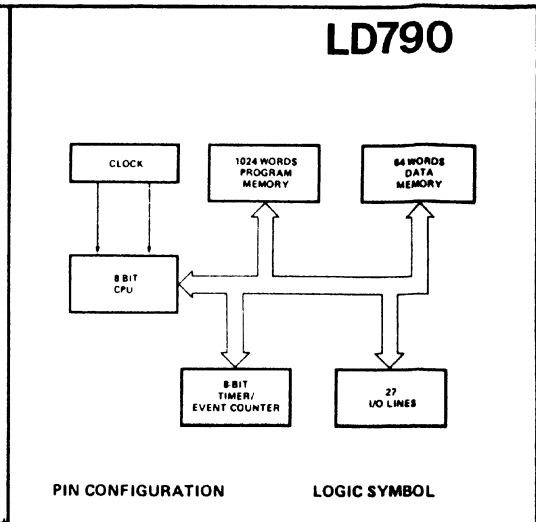 LD790
CLOCK
1024 WORDS
PROGRAM
MEMORY
64 WORDS
DATA
MEMORY
8 BIT
CPU
8-BIT
TIMER/
EVENT COUNTER
27
I/O LINES
PIN CONFIGURATION
LOGIC SYMBOL